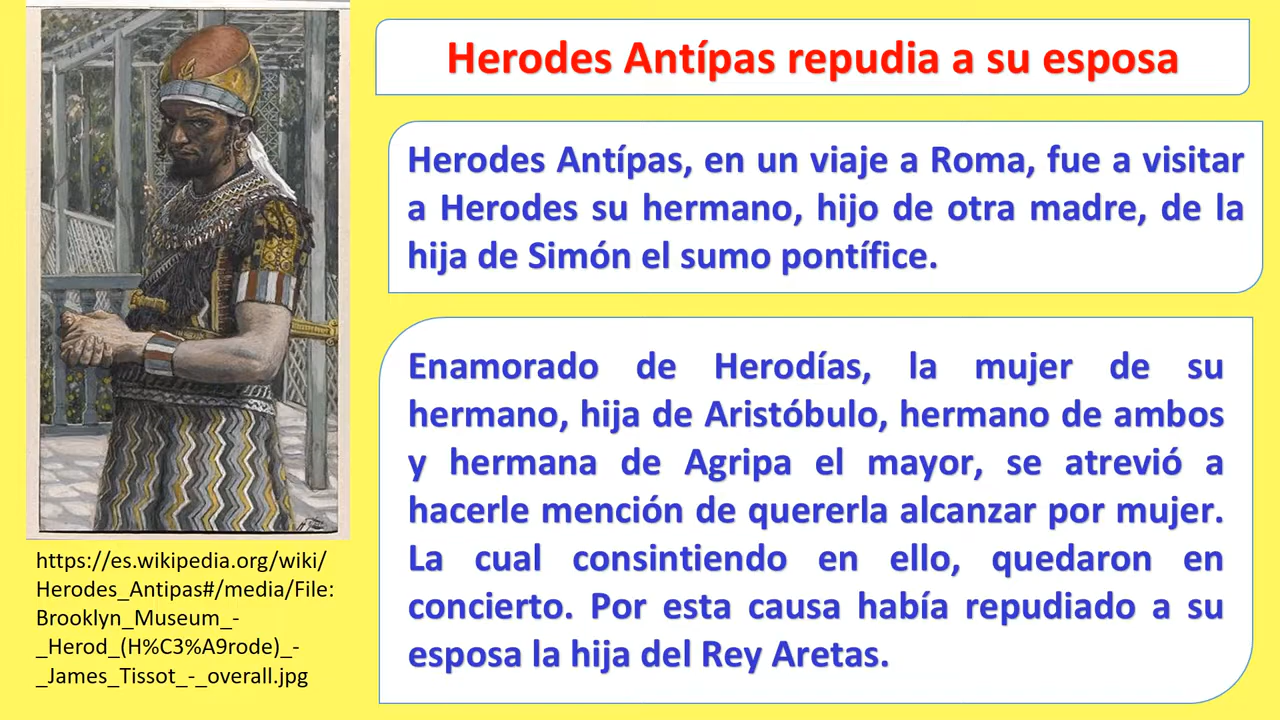 Herodes Antípas repudia a su esposa
Herodes Antípas, en un viaje a Roma, fue a visitar
a Herodes su hermano, hijo de otra madre, de la
hija de Simón el sumo pontífice.
Enamorado de Herodías, la mujer de su
hermano, hija de Aristóbulo, hermano de ambos
y hermana de Agripa el mayor, se atrevió a
hacerle mención de quererla alcanzar por mujer.
La cual consintiendo en ello, quedaron en
concierto. Por esta causa había repudiado a su
esposa la hija del Rey Aretas.
https://es.wikipedia.org/wiki/
Herodes_Antipas#/media/File:
Brooklyn_Museum_-
_Herod_(H%C3%A9rode)_-
_James_Tissot_-_overall.jpg